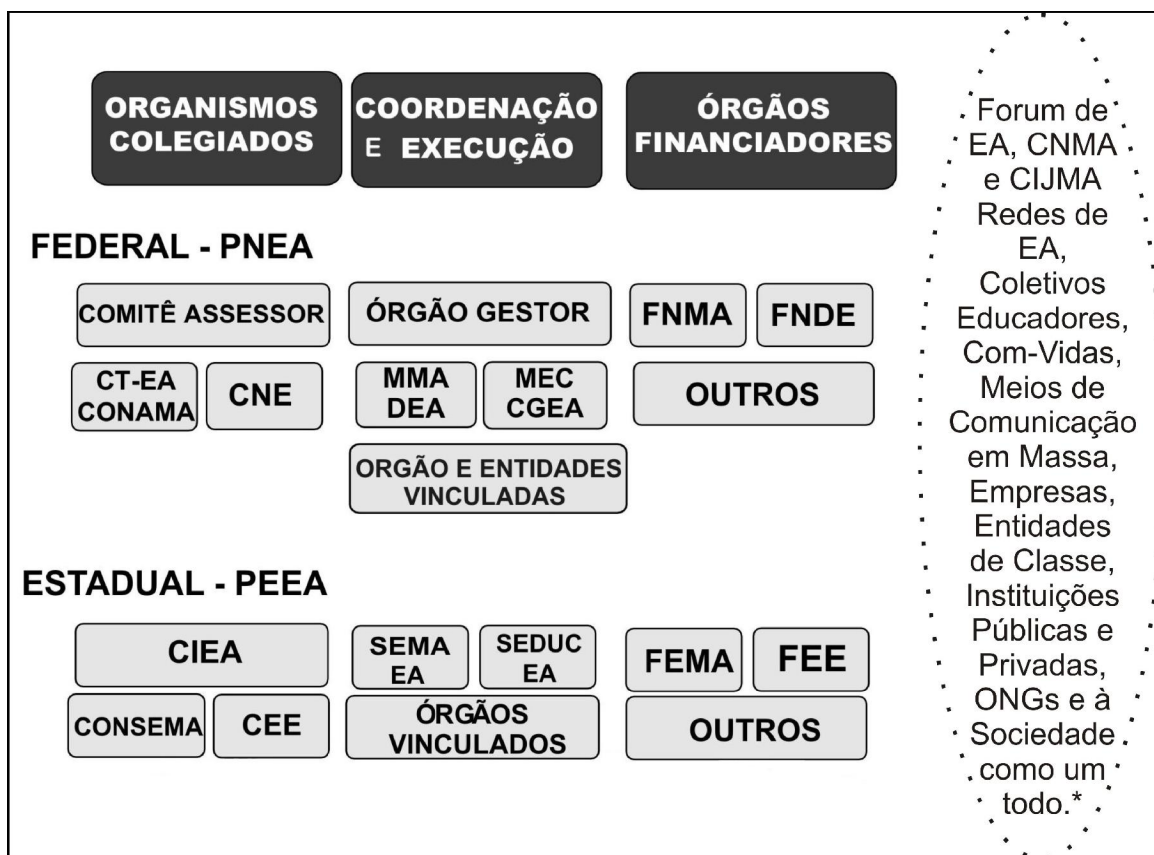 ORGANISMOS
COLEGIADOS
COORDENAÇÃO
E EXECUÇÃO
ÓRGÃOS
FINANCIADORES
FEDERAL - PNEA
COMITÊ ASSESSOR
ÓRGÃO GESTOR
FNMA
FNDE
CT-EA
CONAMA
CNE
MMA
DEA
MEC
CGEA
OUTROS
ORGÃO E ENTIDADES
VINCULADAS
ESTADUAL - PEEA
CIEA
SEMA
EA
SEDUC
EA
FEMA
FEE
CONSEMA
CEE
ÓRGÃOS
VINCULADOS
OUTROS
Forum de
EA, CNMA
e CIJMA
Redes de
EA,
Coletivos
Educadores,
Com-Vidas,
Meios de
Comunicação
em Massa,
Empresas,
Entidades
de Classe,
Instituições
Públicas e
Privadas,
ONGs e à
Sociedade
como um
todo.*